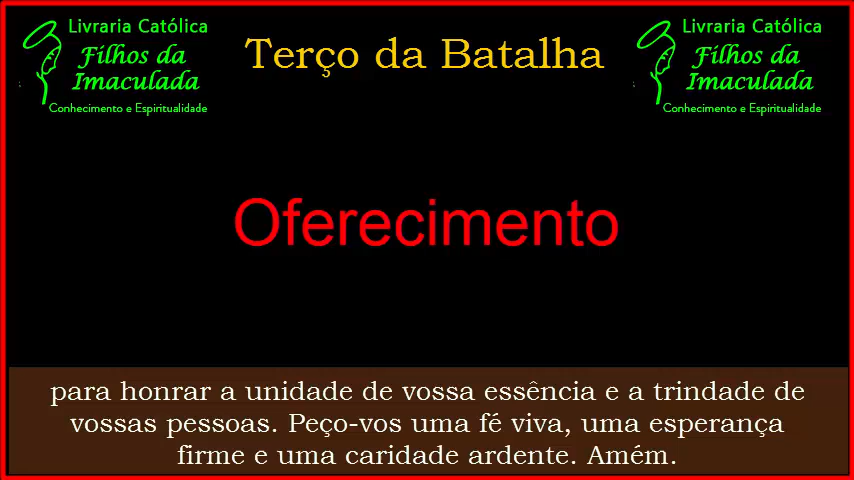 Livraria Católica
Filhos da
Imaculada
Conhecimento e Espiritualidade
Terço da Batalha
Livraria Católica
Filhos da
Imaculada
Conhecimento e Espiritualidade
Oferecimento
para honrar a unidade de vossa essência e a trindade de
vossas pessoas. Peço-vos uma fé viva, uma esperança
firme e uma caridade ardente. Amém.